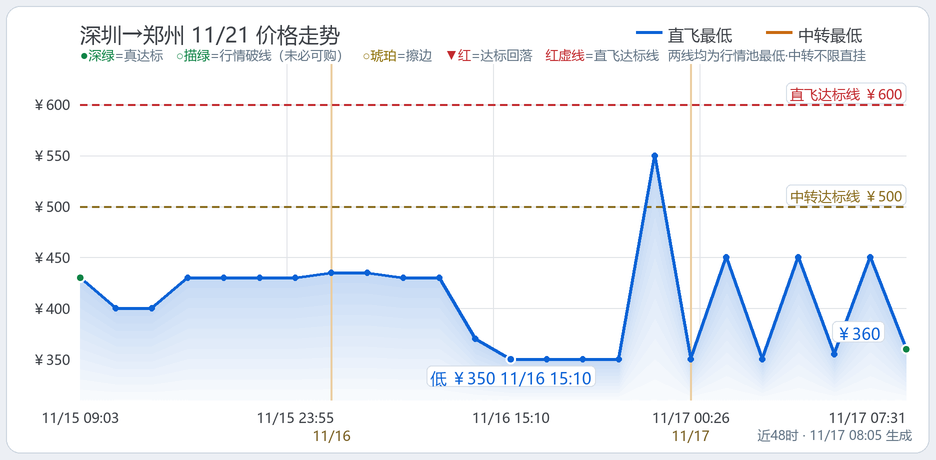 深圳→郑州 11/21 价格走势
直飞最低
中转最低
●深绿=真达标 ○描绿=行情破线（未必可购） ○琥珀=擦边 ▼红=达标回落 红虚线=直飞达标线 两线均为行情池最低·中转不限直挂
¥600
¥550
¥500
¥450
¥400
¥350
直飞达标线 ¥600
中转达标线 ¥500
¥360
低 ¥350 11/16 15:10
11/15 09:03
11/15 23:55
11/16 15:10
11/17 00:26
11/17 07:31
11/16
11/17
近48时 · 11/17 08:05 生成